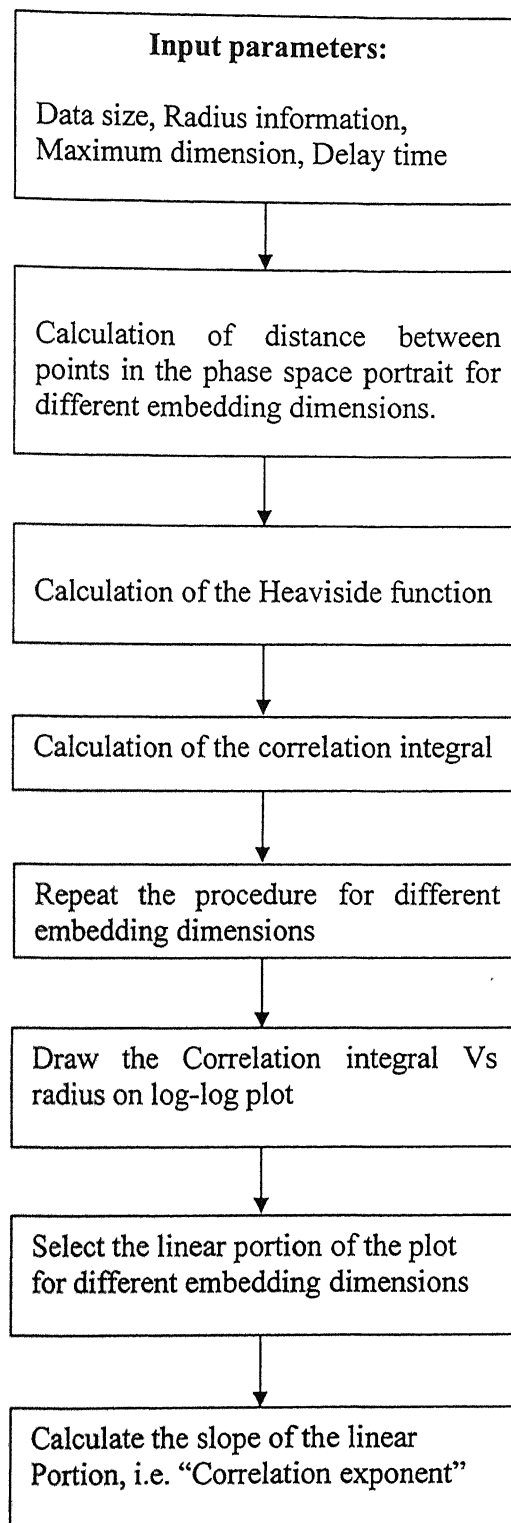 Input parameters:
Data size, Radius information,
Maximum dimension, Delay time
Calculation of distance between
points in the phase space portrait for
different embedding dimensions.
Calculation of the Heaviside function
Calculation of the correlation integral
Repeat the procedure for different
embedding dimensions
Draw the Correlation integral Vs
radius on log-log plot
Select the linear portion of the plot
for different embedding dimensions
Calculate the slope of the linear
Portion, i.e. “Correlation exponent”